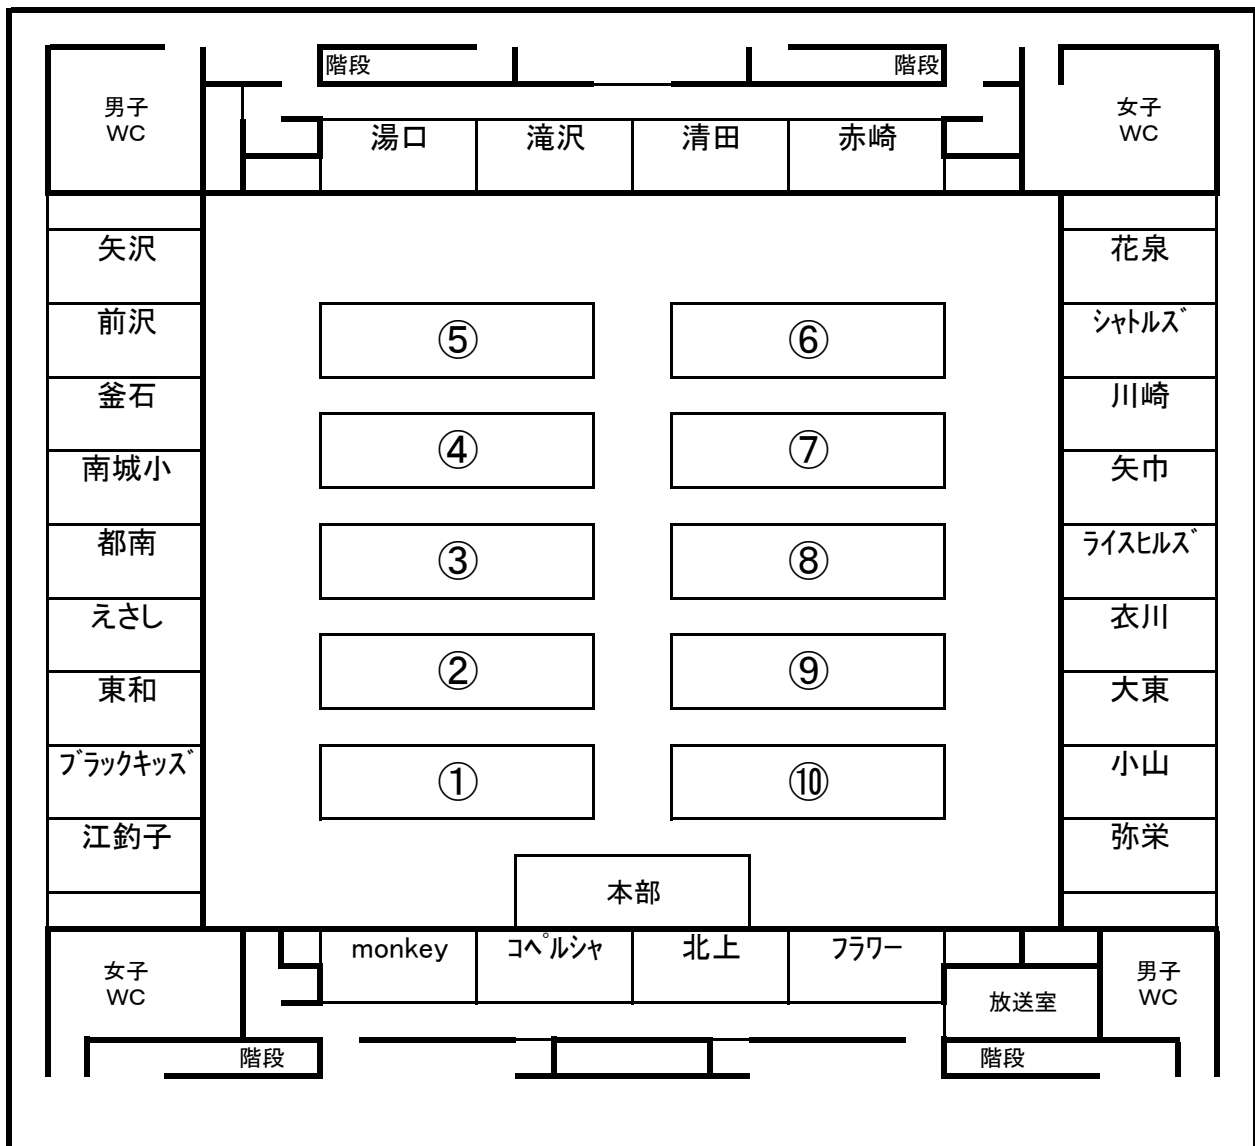 階段
階段
男子
WC
女子
WC
湯口
滝沢
清田
赤崎
矢沢
花泉
前沢
⑤
⑥
ｼｬﾄﾙｽﾞ
釜石
川崎
南城小
④
⑦
矢巾
都南
③
⑧
ﾗｲｽﾋﾙｽﾞ
えさし
衣川
東和
②
⑨
大東
ﾌﾞﾗｯｸｷｯｽﾞ
①
⑩
小山
江釣子
弥栄
本部
monkey
ｺﾍﾟﾙｼャ
北上
ﾌﾗﾜｰ
女子
WC
放送室
男子
WC
階段
階段